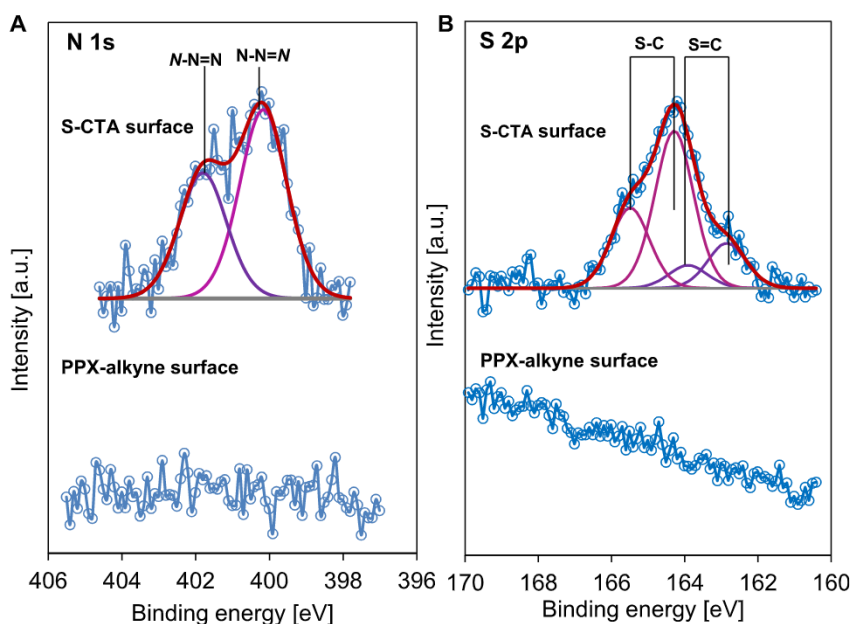 A
N 1s
N-N=N
N-N=N
S-CTA surface
PPX-alkyne surface
Intensity [a.u.]
406 404 402 400 398 396
Binding energy [eV]
B
S 2p
S-C S=C
S-CTA surface
PPX-alkyne surface
Intensity [a.u.]
170 168 166 164 162 160
Binding energy [eV]